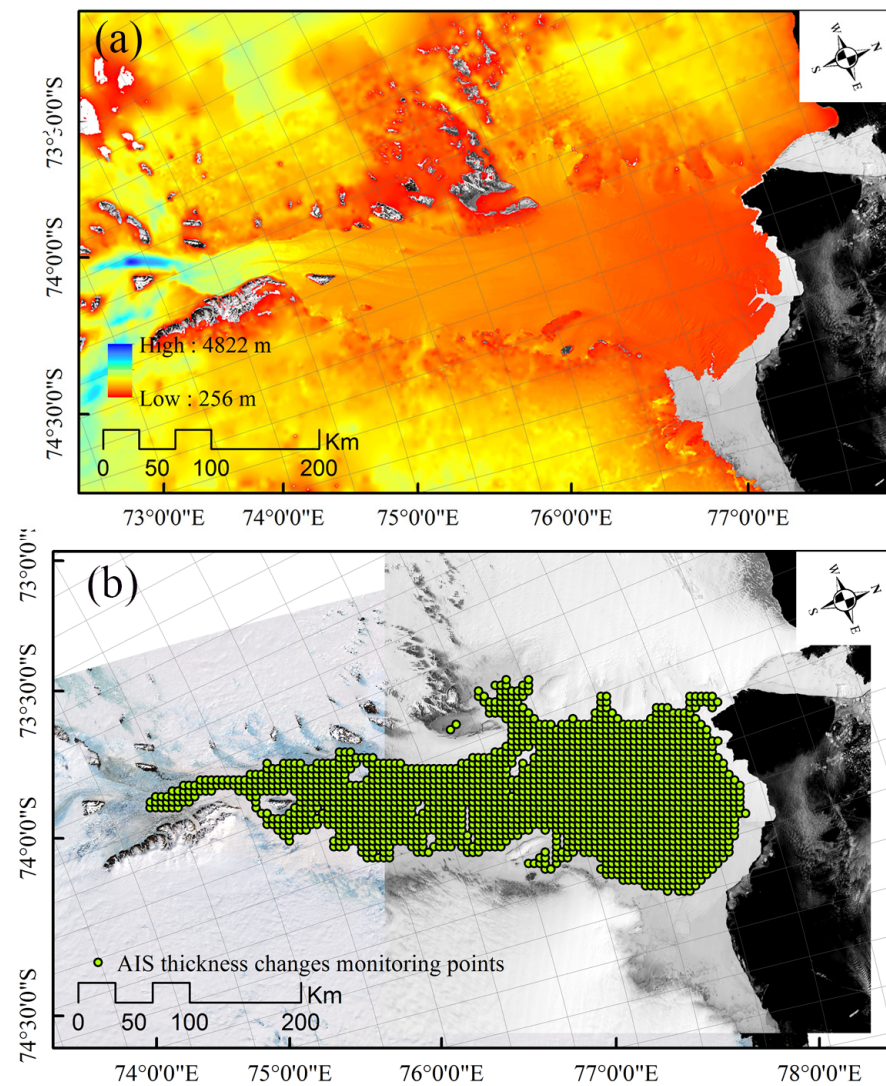 (a)
W
N
S
E
73°30'0"S
74°0'0"S
74°30'0"S
High : 4822 m
Low : 256 m
Km
0 50 100 200
73°0'0"E 74°0'0"E 75°0'0"E 76°0'0"E 77°0'0"E
(b)
W
N
S
E
73°0'0"S
73°30'0"S
74°0'0"S
74°30'0"S
AIS thickness changes monitoring points
Km
0 50 100 200
74°0'0"E 75°0'0"E 76°0'0"E 77°0'0"E 78°0'0"E